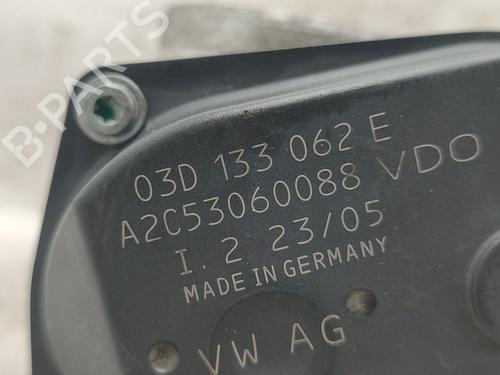 B-PARTS
03D 133 062 E
A2C53060088 VDO
I. 2 23/05
MADE IN GERMANY
VW AG